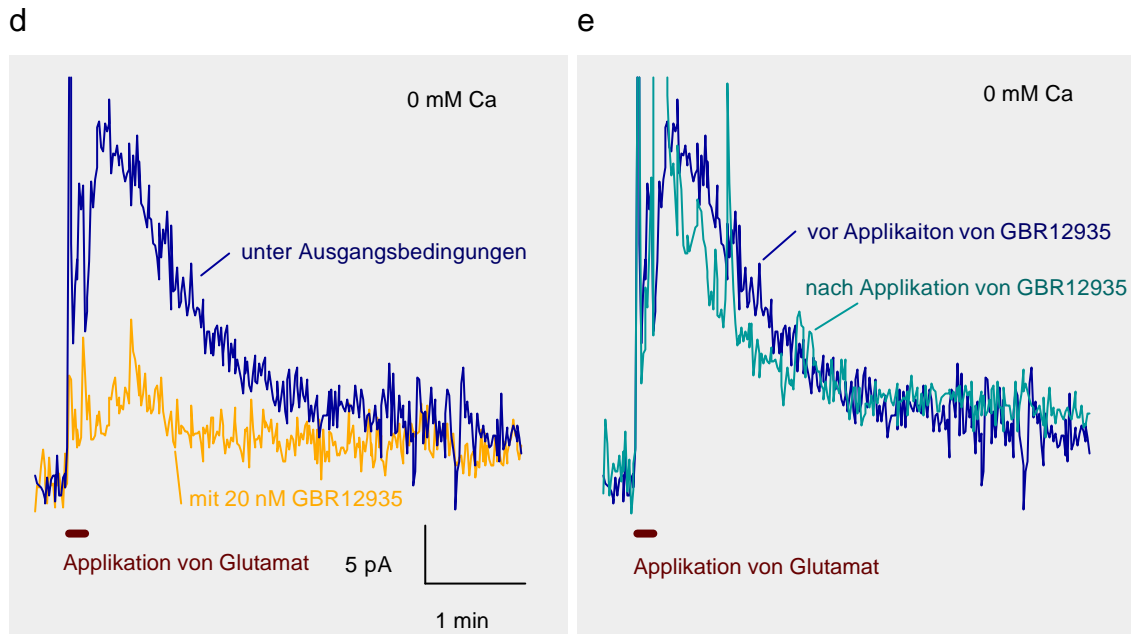 d
0 mM Ca
unter Ausgangsbedingungen
mit 20 nM GBR12935
Applikation von Glutamat
5 pA
1 min
e
0 mM Ca
vor Applikaiton von GBR12935
nach Applikation von GBR12935
Applikation von Glutamat